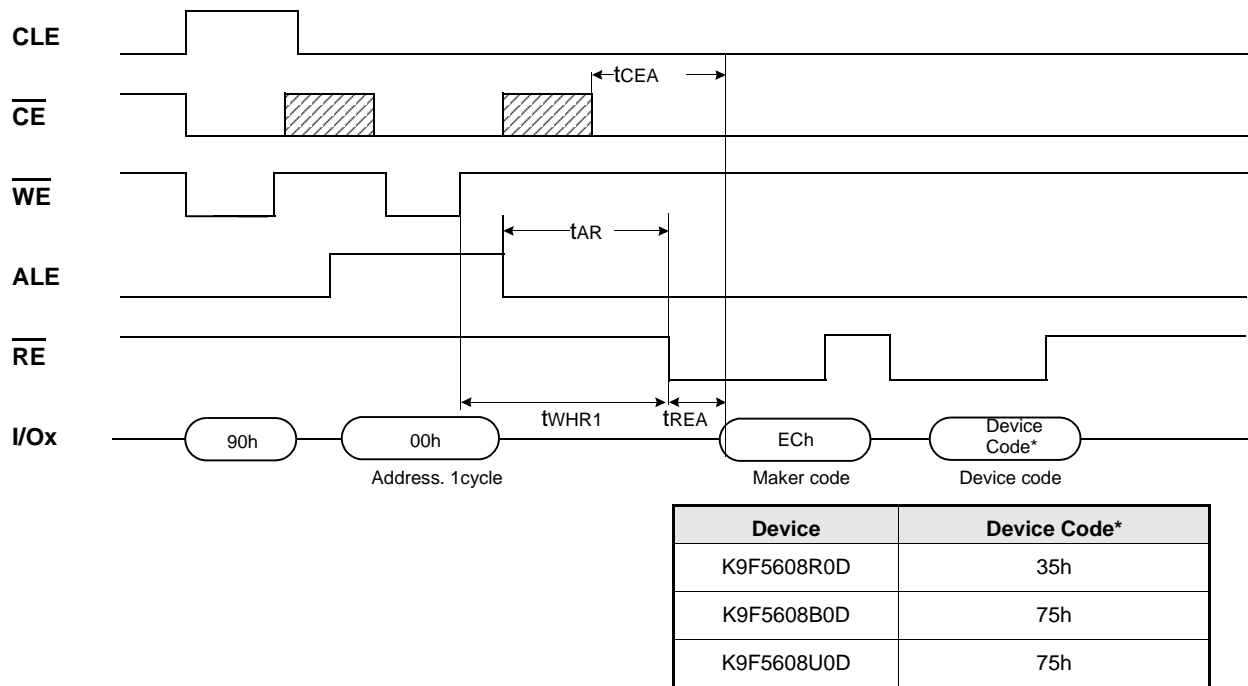 CLE
tCEA
CE
WE
tAR
ALE
RE
tWHR1 tREA
I/Ox 90h 00h ECh Device
Code*
Address. 1cycle Maker code Device code
Device Device Code*
K9F5608R0D 35h
K9F5608B0D 75h
K9F5608U0D 75h